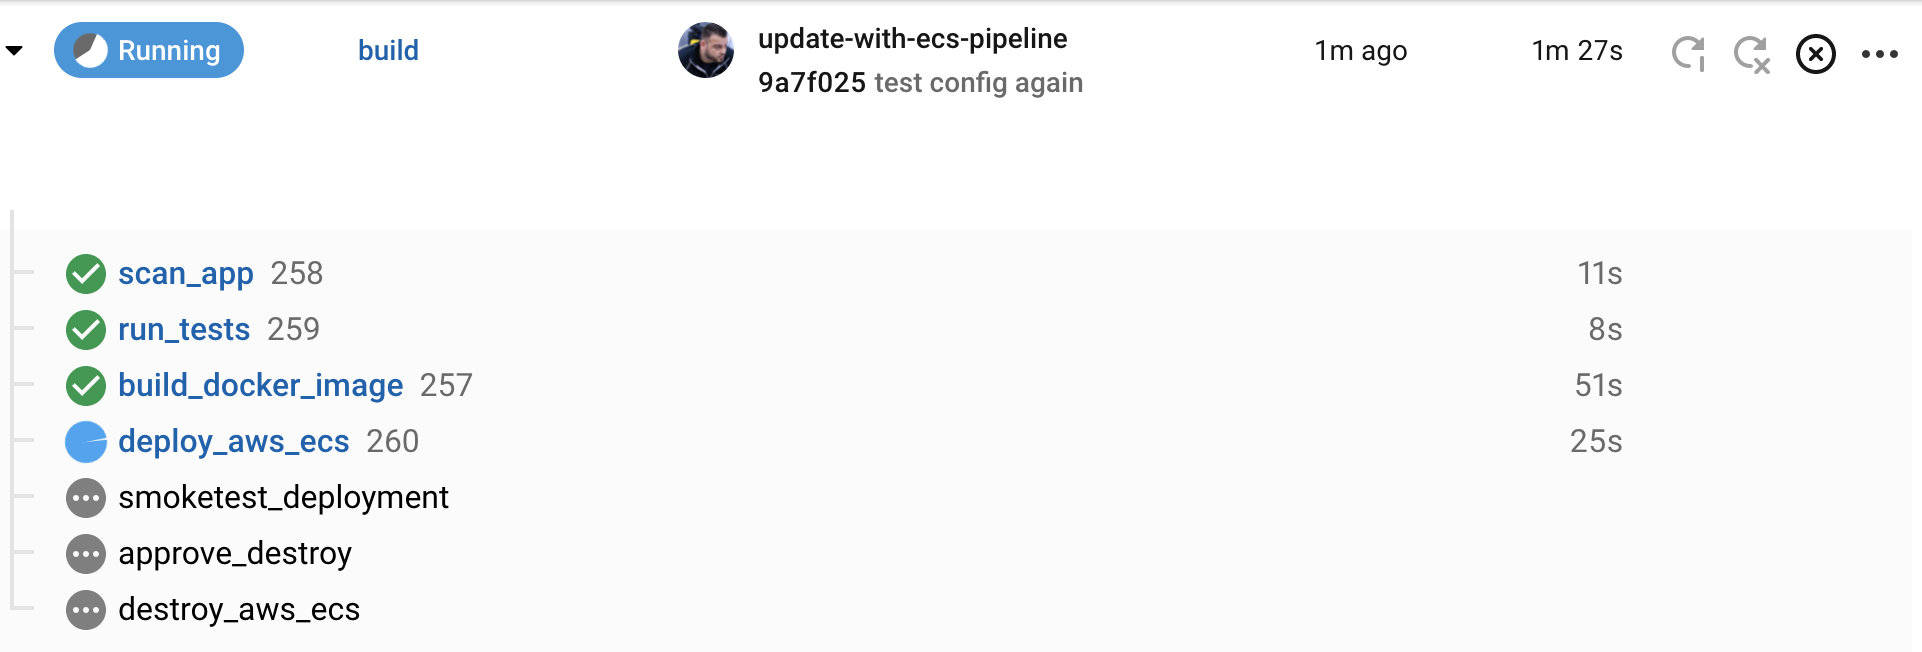 Running build update-with-ecs-pipeline 1m ago 1m 27s
9a7f025 test config again
scan_app 258 11s
run_tests 259 8s
build_docker_image 257 51s
deploy_aws_ecs 260 25s
smoketest_deployment
approve_destroy
destroy_aws_ecs